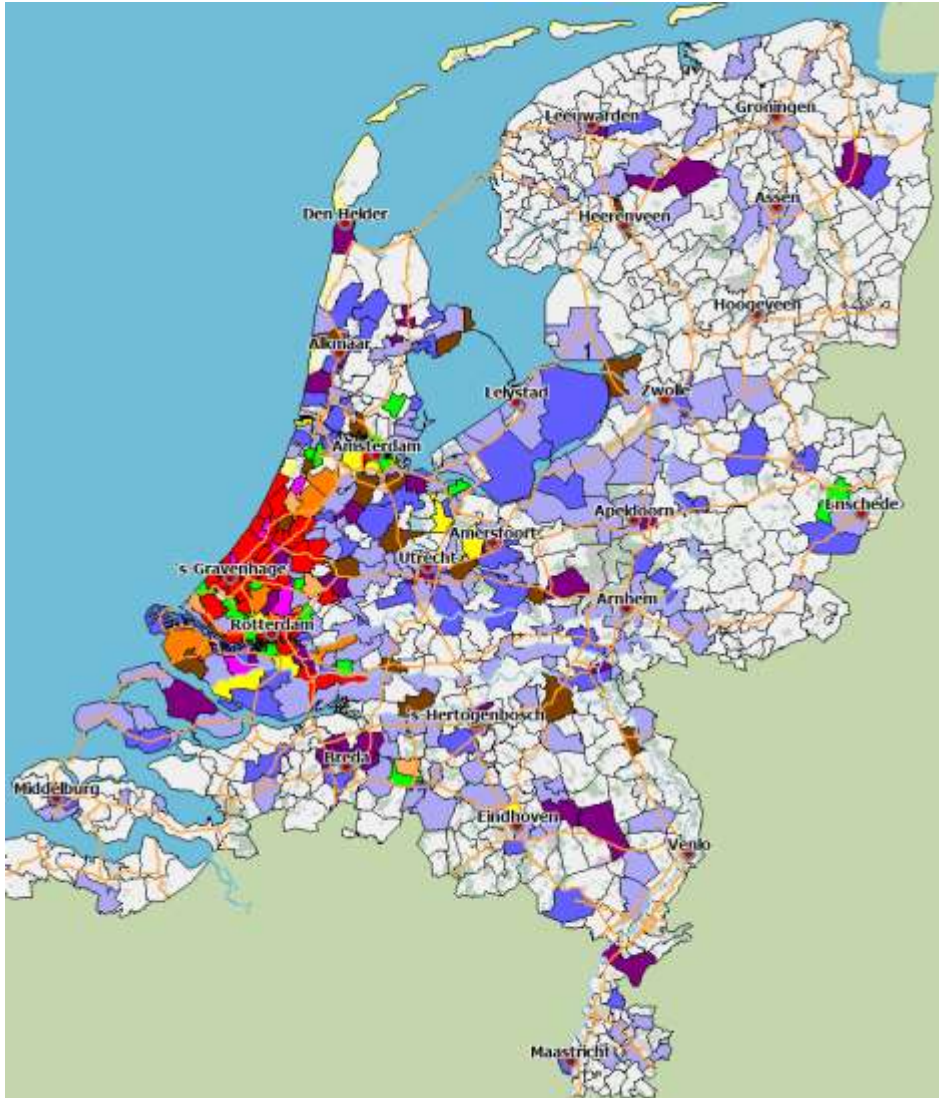 Leeuwarden
Groningen
Den Helder
Heerenveen
Assen
Hoogeveen
Alkmaar
1
Lelystad
Zwolle
Amsterdam
Apeldoorn
Enschede
Amersfoort
Utrecht
's-Gravenhage
Arnhem
Rotterdam
's-Hertogenbosch
Breda
Middelburg
Eindhoven
Venlo
Maastricht